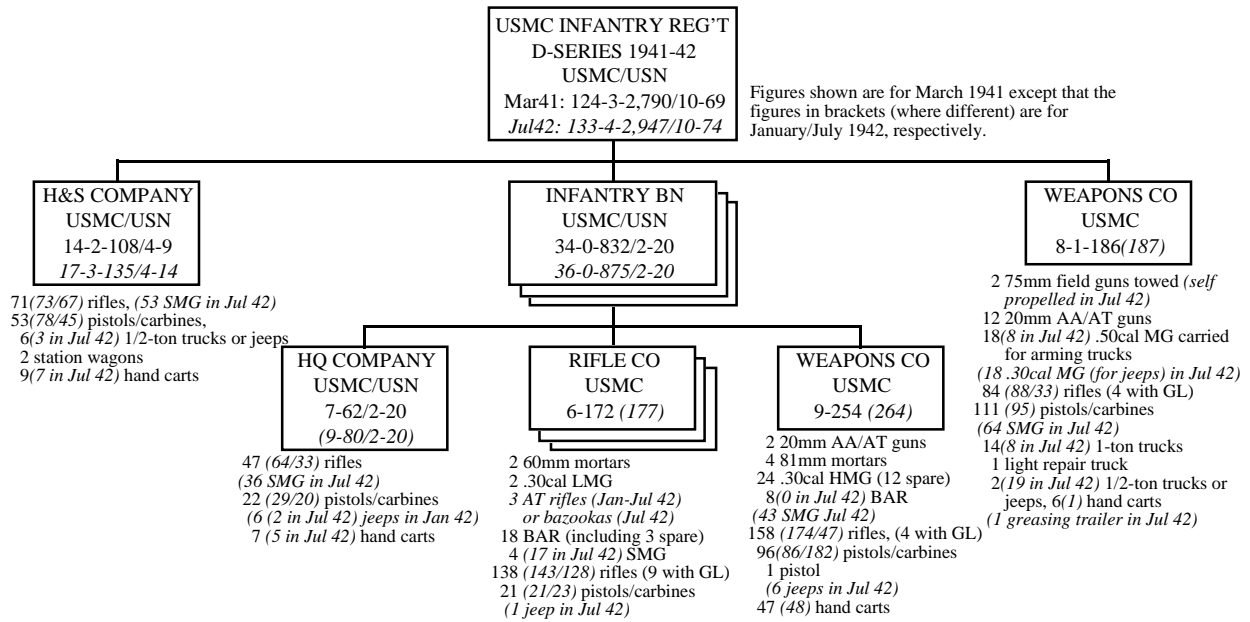 USMC INFANTRY REG'T
D-SERIES 1941-42
USMC/USN
Mar41: 124-3-2,790/10-69
Jul42: 133-4-2,947/10-74
Figures shown are for March 1941 except that the
figures in brackets (where different) are for
January/July 1942, respectively.
H&S COMPANY
USMC/USN
14-2-108/4-9
17-3-135/4-14
71(73/67) rifles, (53 SMG in Jul 42)
53(78/45) pistols/carbines,
6(3 in Jul 42) 1/2-ton trucks or jeeps
2 station wagons
9(7 in Jul 42) hand carts
INFANTRY BN
USMC/USN
34-0-832/2-20
36-0-875/2-20
WEAPONS CO
USMC
8-1-186(187)
2 75mm field guns towed (self
propelled in Jul 42)
12 20mm AA/AT guns
18(8 in Jul 42) .50cal MG carried
for arming trucks
(18 .30cal MG (for jeeps) in Jul 42)
84 (88/33) rifles (4 with GL)
111 (95) pistols/carbines
(64 SMG in Jul 42)
14(8 in Jul 42) 1-ton trucks
1 light repair truck
2(19 in Jul 42) 1/2-ton trucks or
jeeps, 6(1) hand carts
(1 greasing trailer in Jul 42)
HQ COMPANY
USMC/USN
7-62/2-20
(9-80/2-20)
47 (64/33) rifles
(36 SMG in Jul 42)
22 (29/20) pistols/carbines
(6 (2 in Jul 42) jeeps in Jan 42)
7 (5 in Jul 42) hand carts
RIFLE CO
USMC
6-172 (177)
2 60mm mortars
2 .30cal LMG
3 AT rifles (Jan-Jul 42)
or bazookas (Jul 42)
18 BAR (including 3 spare)
4 (17 in Jul 42) SMG
138 (143/128) rifles (9 with GL)
21 (21/23) pistols/carbines
(1 jeep in Jul 42)
WEAPONS CO
USMC
9-254 (264)
2 20mm AA/AT guns
4 81mm mortars
24 .30cal HMG (12 spare)
8(0 in Jul 42) BAR
(43 SMG Jul 42)
158 (174/47) rifles, (4 with GL)
96(86/182) pistols/carbines
1 pistol
(6 jeeps in Jul 42)
47 (48) hand carts